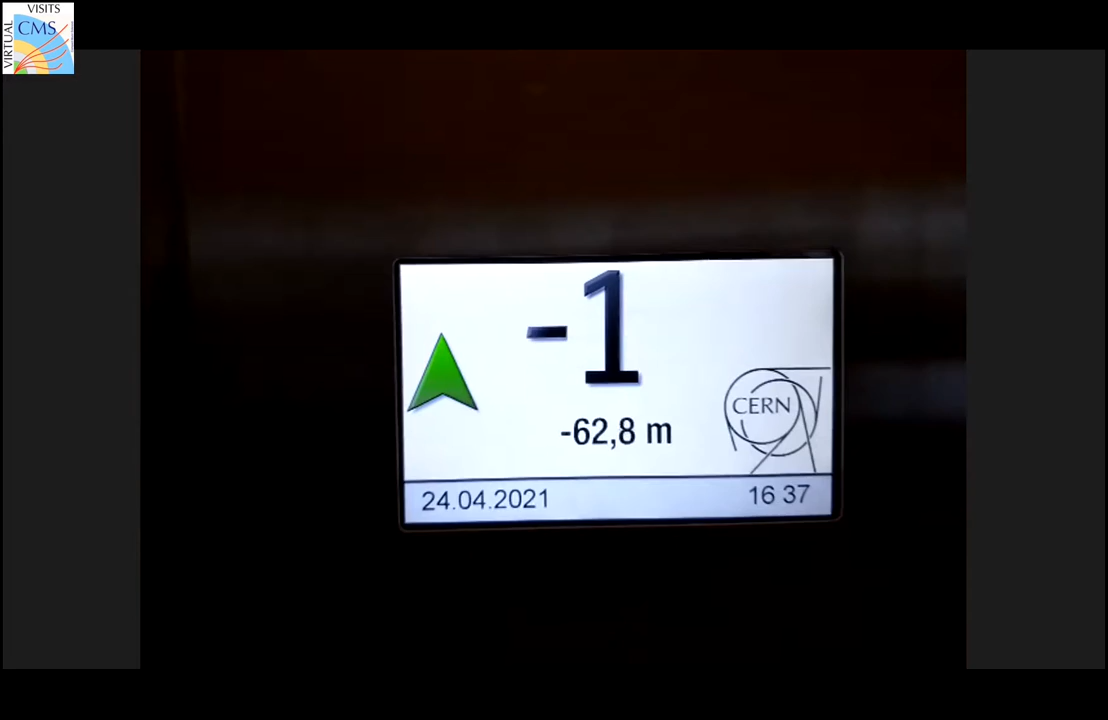 VISITS
VIRTUAL
CMS
-1
-62,8 m
CERN
24.04.2021
16 37